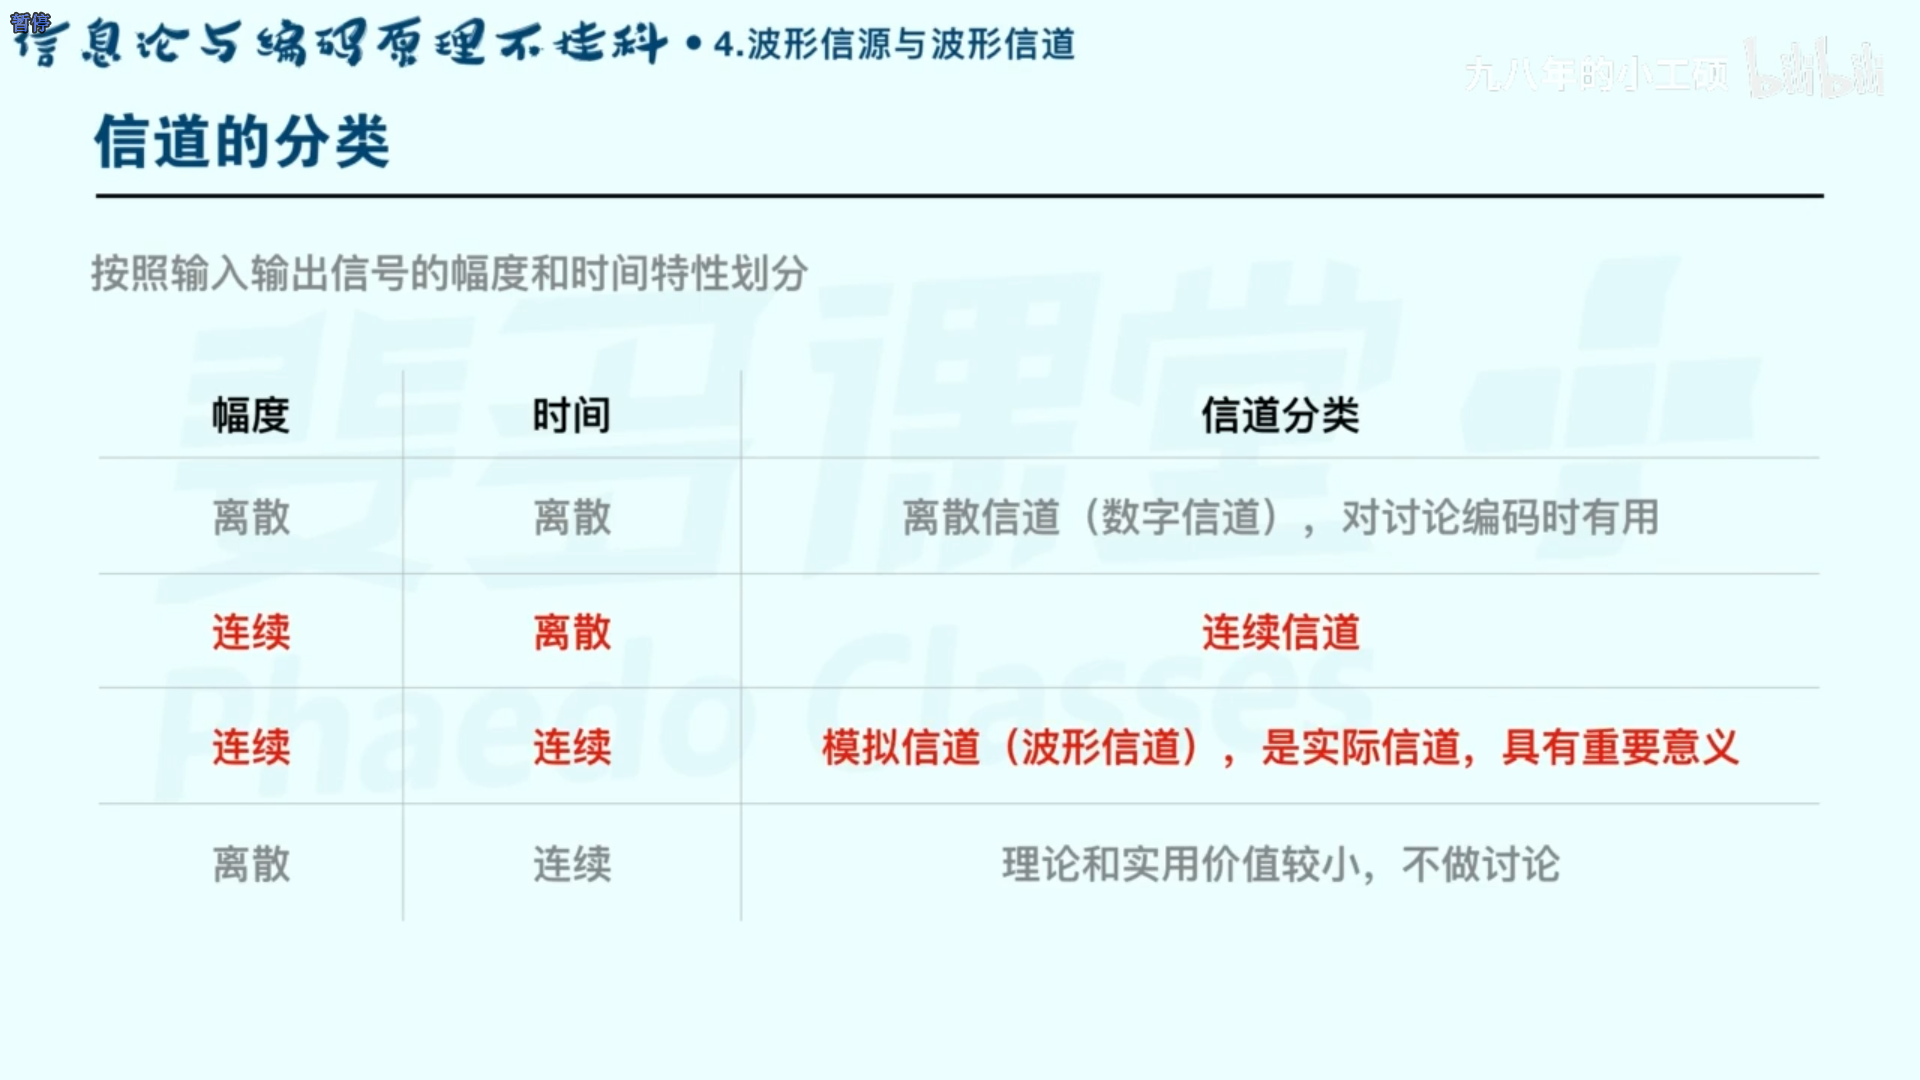 暂停
信息论与编码原理不挂科•4.波形信源与波形信道
九八年的小工硕 bilibili
信道的分类
按照输入输出信号的幅度和时间特性划分
斐多课堂
Phaedo Classes
幅度 时间 信道分类
离散 离散 离散信道（数字信道），对讨论编码时有用
连续 离散 连续信道
连续 连续 模拟信道（波形信道），是实际信道，具有重要意义
离散 连续 理论和实用价值较小，不做讨论